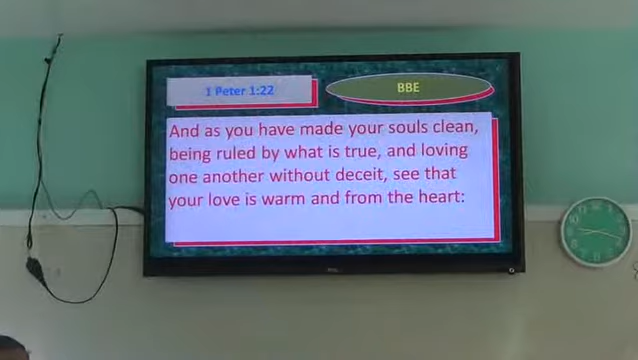 1 Peter 1:22
BBE
And as you have made your souls clean,
being ruled by what is true, and loving
one another without deceit, see that
your love is warm and from the heart: